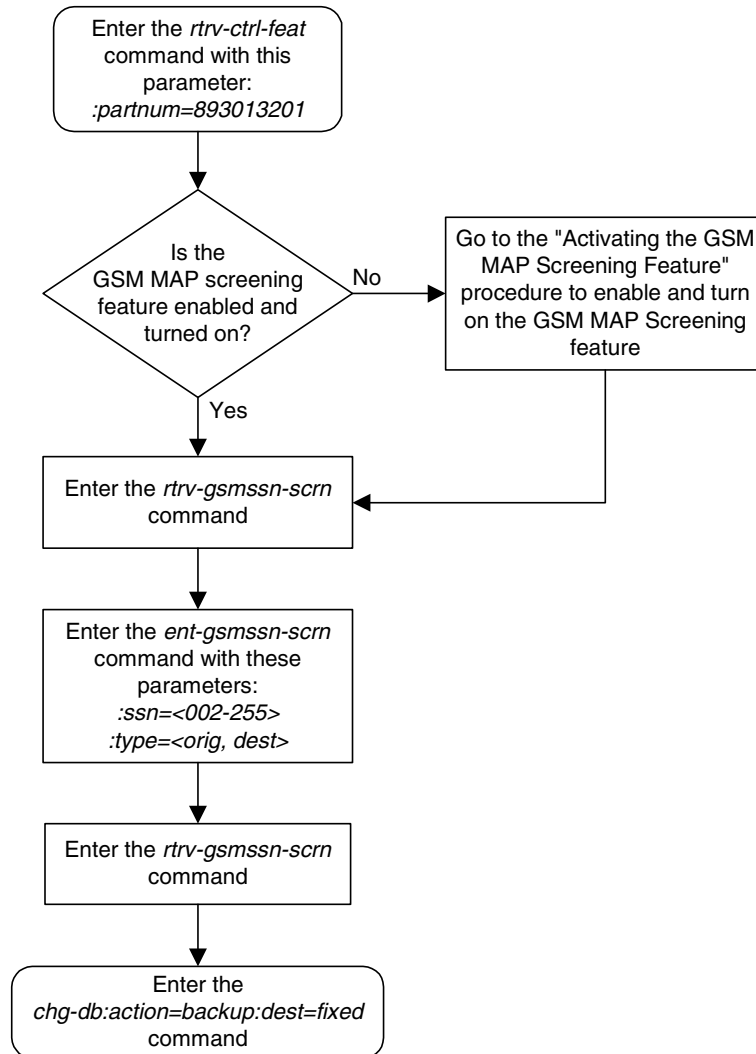 Enter the rtrv-ctrl-feat
command with this
parameter:
:partnum=893013201
Is the
GSM MAP screening
feature enabled and
turned on?
No
Go to the "Activating the GSM
MAP Screening Feature"
procedure to enable and turn
on the GSM MAP Screening
feature
Yes
Enter the rtrv-gsmssn-scrn
command
Enter the ent-gsmssn-scrn
command with these
parameters:
:ssn=<002-255>
:type=<orig, dest>
Enter the rtrv-gsmssn-scrn
command
Enter the
chg-db:action=backup:dest=fixed
command